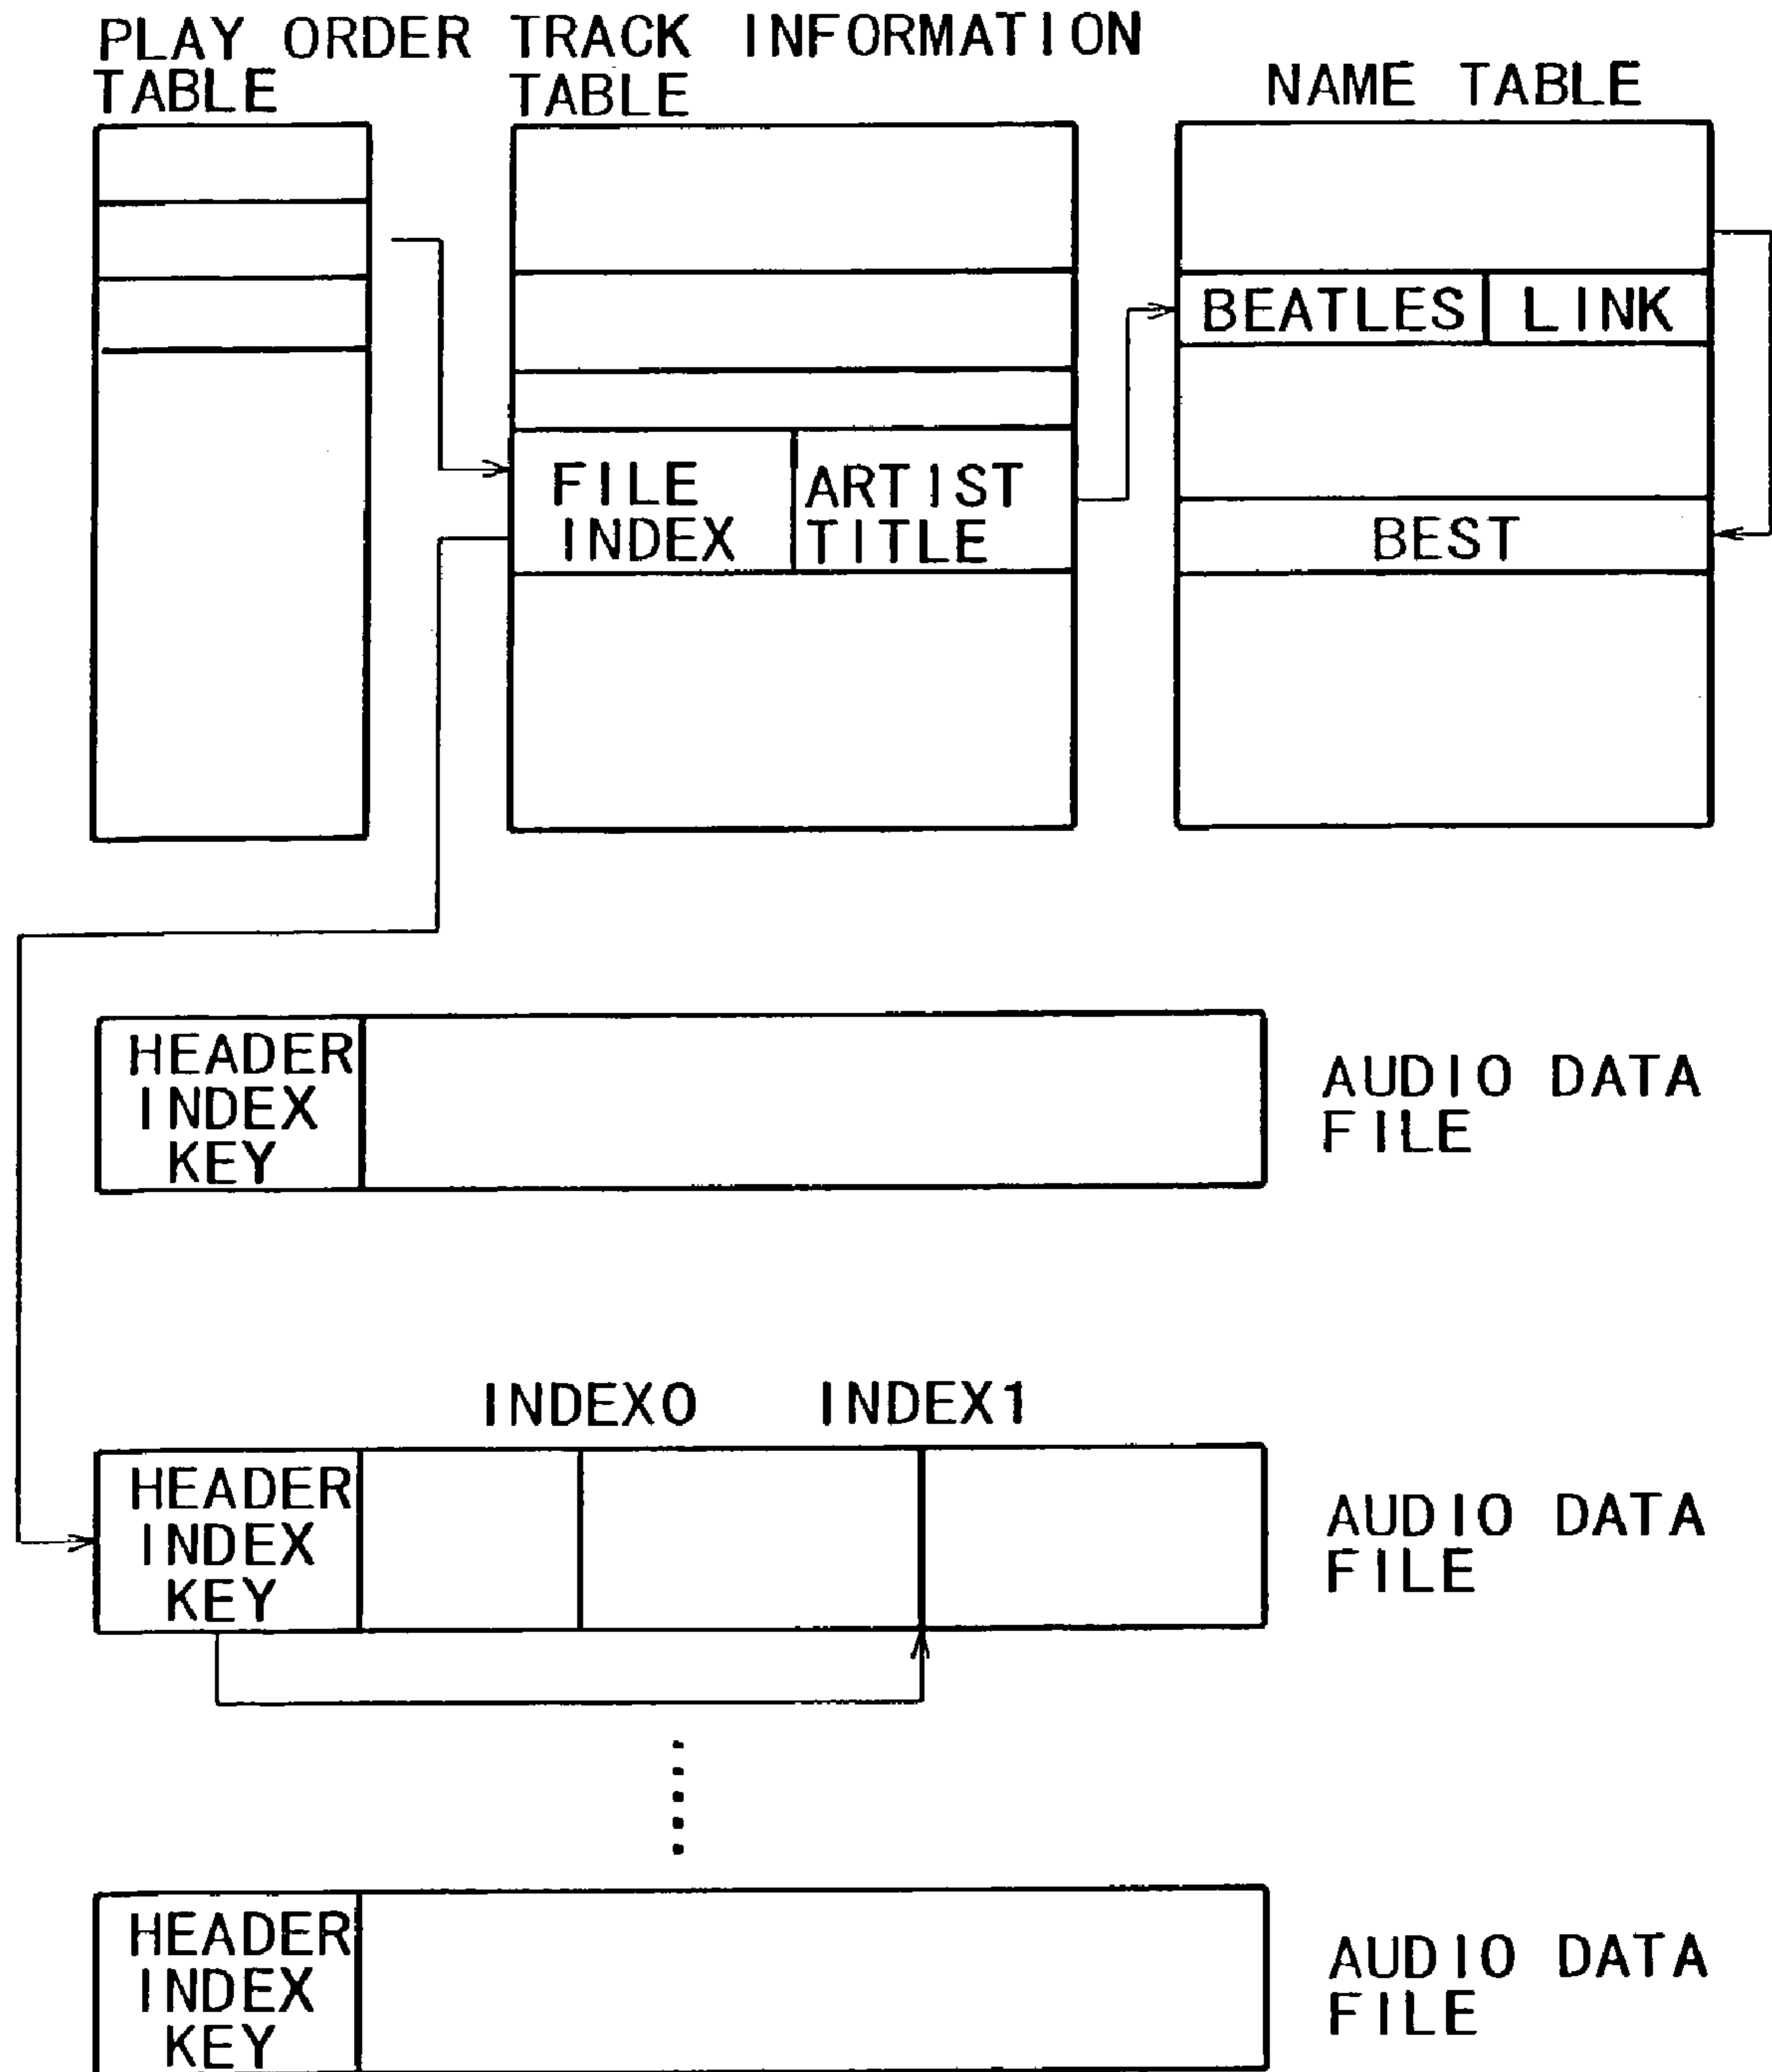 PLAY ORDER
TABLE
TRACK INFORMATION
TABLE
NAME TABLE
BEATLES
LINK
FILE
INDEX
ARTIST
TITLE
BEST
HEADER
INDEX
KEY
AUDIO DATA
FILE
INDEX0
INDEX1
HEADER
INDEX
KEY
AUDIO DATA
FILE
HEADER
INDEX
KEY
AUDIO DATA
FILE